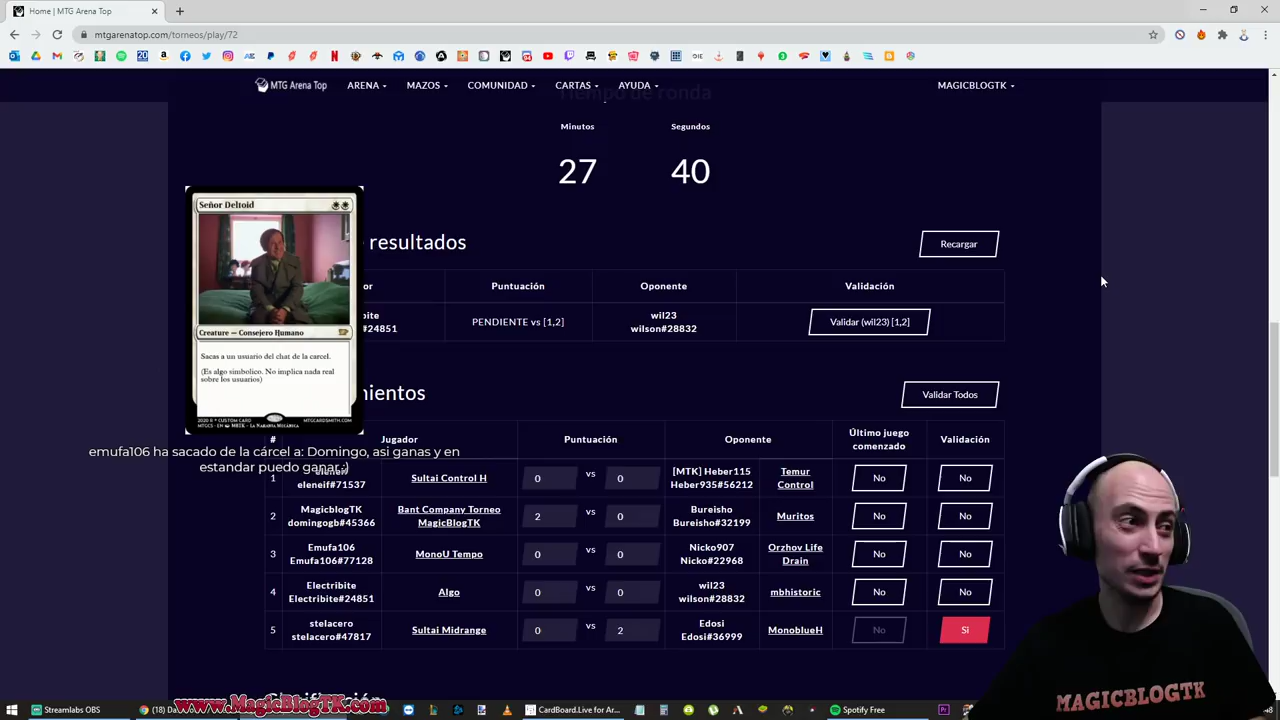 Home | MTG Arena Top
mtgarenatop.com/torneos/play/72
MTG Arena Top
ARENA
MAZOS
COMUNIDAD
CARTAS
AYUDA
MAGICBLOGTK
Tiempo de ronda
Minutos
Segundos
27
40
Señor Deltoid
Creature — Consejero Humano
Sacas a un usuario del chat de la carcel.
(Es algo simbolico. No implica nada real
sobre los usuarios)
MTGCARDSMITH.COM
emufa106 ha sacado de la cárcel a: Domingo, asi ganas y en
estandar puedo ganar :)
e resultados
Recargar
Puntuación
Oponente
Validación
#24851
PENDIENTE vs [1,2]
wil23
wilson#28832
Validar (wil23) [1,2]
mientos
Validar Todos
#
Jugador
Puntuación
Oponente
Último juego
comenzado
Validación
1
eleneif#71537
Sultai Control H
0
vs
0
[MTK] Heber115
Heber935#56212
Temur
Control
No
No
2
MagicblogTK
domingogb#45366
Bant Company Torneo
MagicBlogTK
2
vs
0
Bureisho
Bureisho#32199
Muritos
No
No
3
Emufa106
Emufa106#77128
MonoU Tempo
0
vs
0
Nicko907
Nicko#22968
Orzhov Life
Drain
No
No
4
Electribite
Electribite#24851
Algo
0
vs
0
wil23
wilson#28832
mbhistoric
No
No
5
stelacero
stelacero#47817
Sultai Midrange
0
vs
2
Edosi
Edosi#36999
MonoblueH
No
Si
www.MagicBlogTK.com
MAGICBLOGTK
Streamlabs OBS
CardBoard.Live for Ar...
Spotify Free